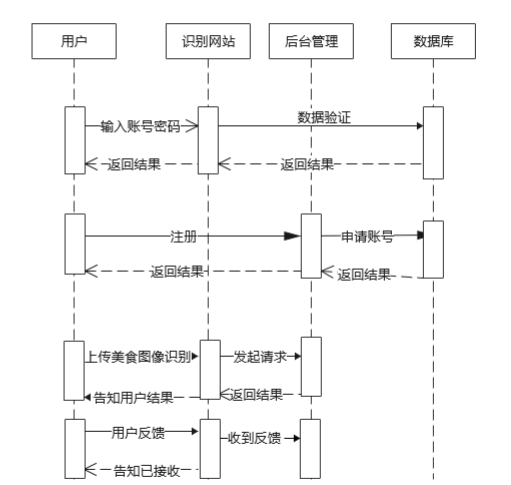 用户
识别网站
后台管理
数据库
输入账号密码
数据验证
返回结果
返回结果
注册
申请账号
返回结果
返回结果
上传美食图像识别
发起请求
告知用户结果
返回结果
用户反馈
收到反馈
告知已接收